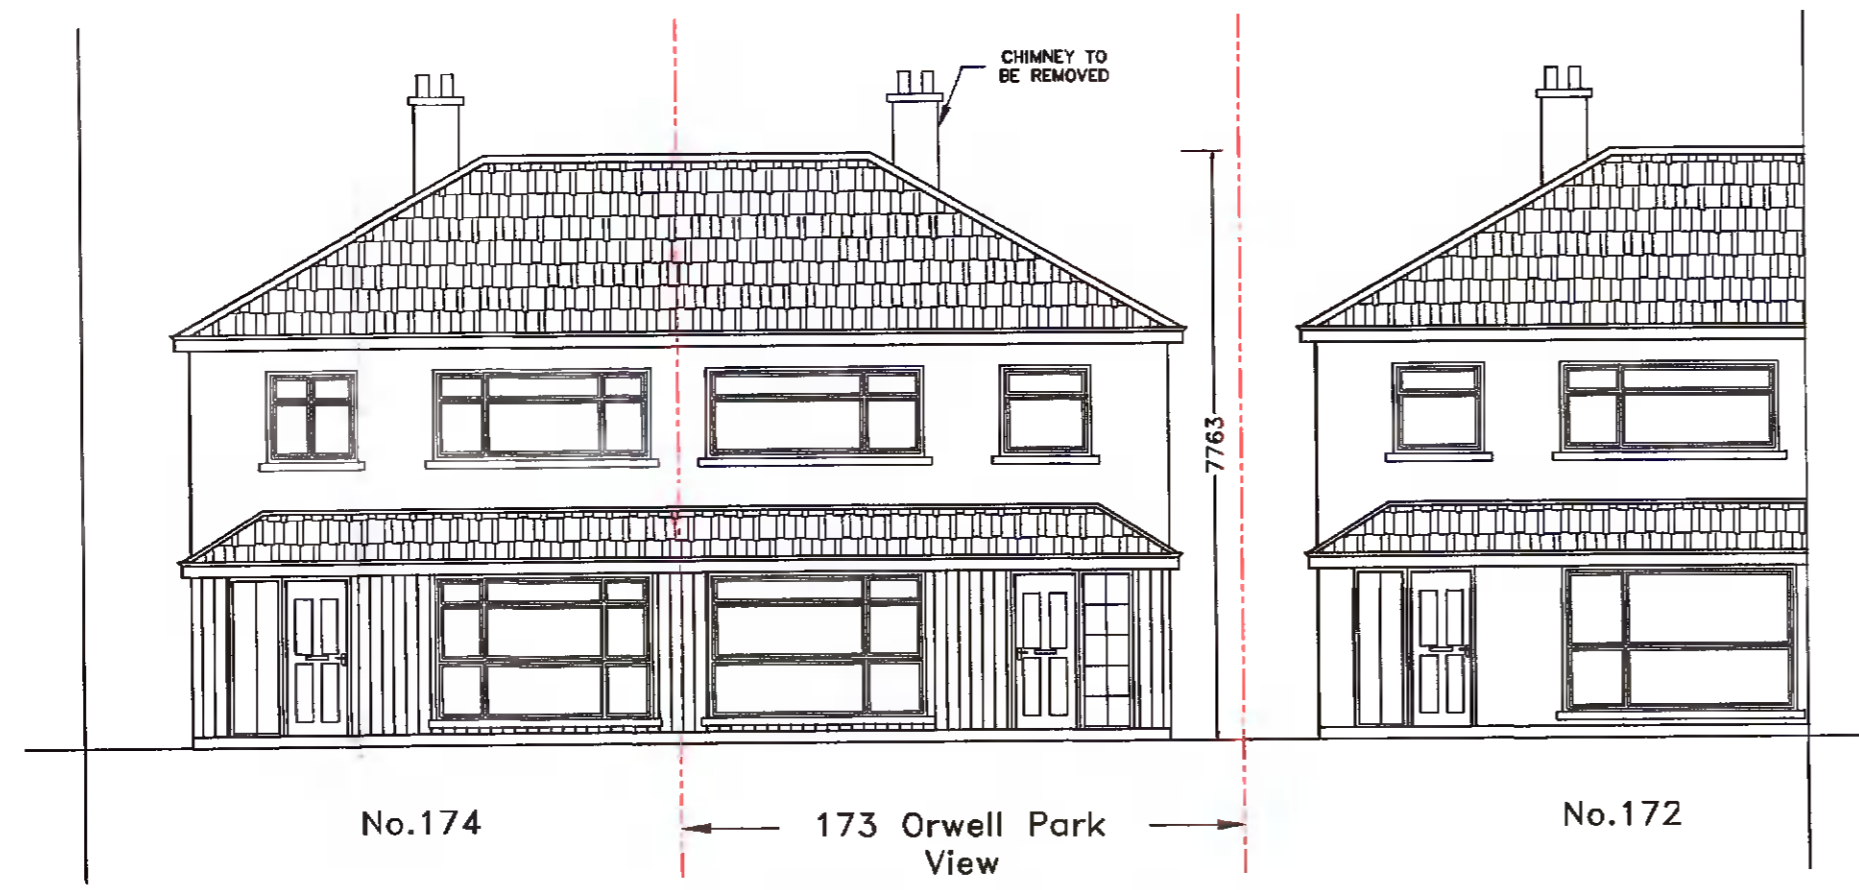 CHIMNEY TO
BE REMOVED
7763
No.174
173 Orwell Park
View
No.172